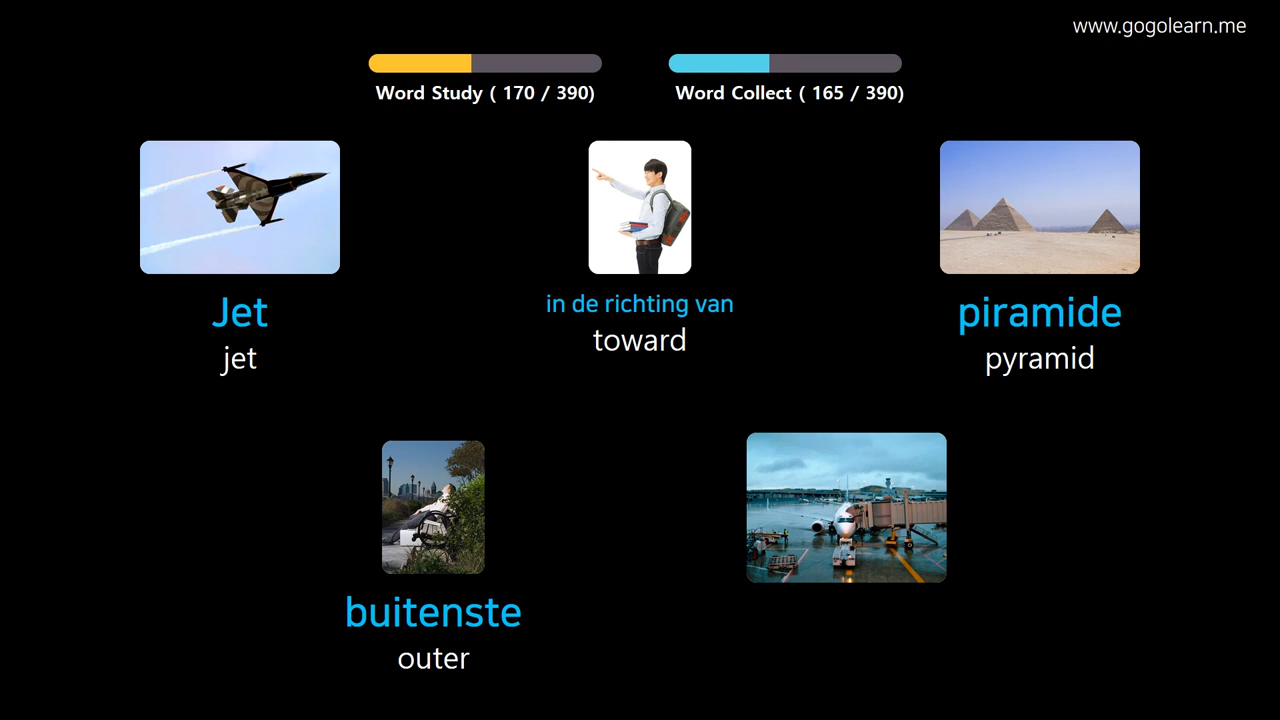 www.gogolearn.me
Word Study ( 170 / 390)
Word Collect ( 165 / 390)
Jet
jet
in de richting van
toward
piramide
pyramid
buitenste
outer